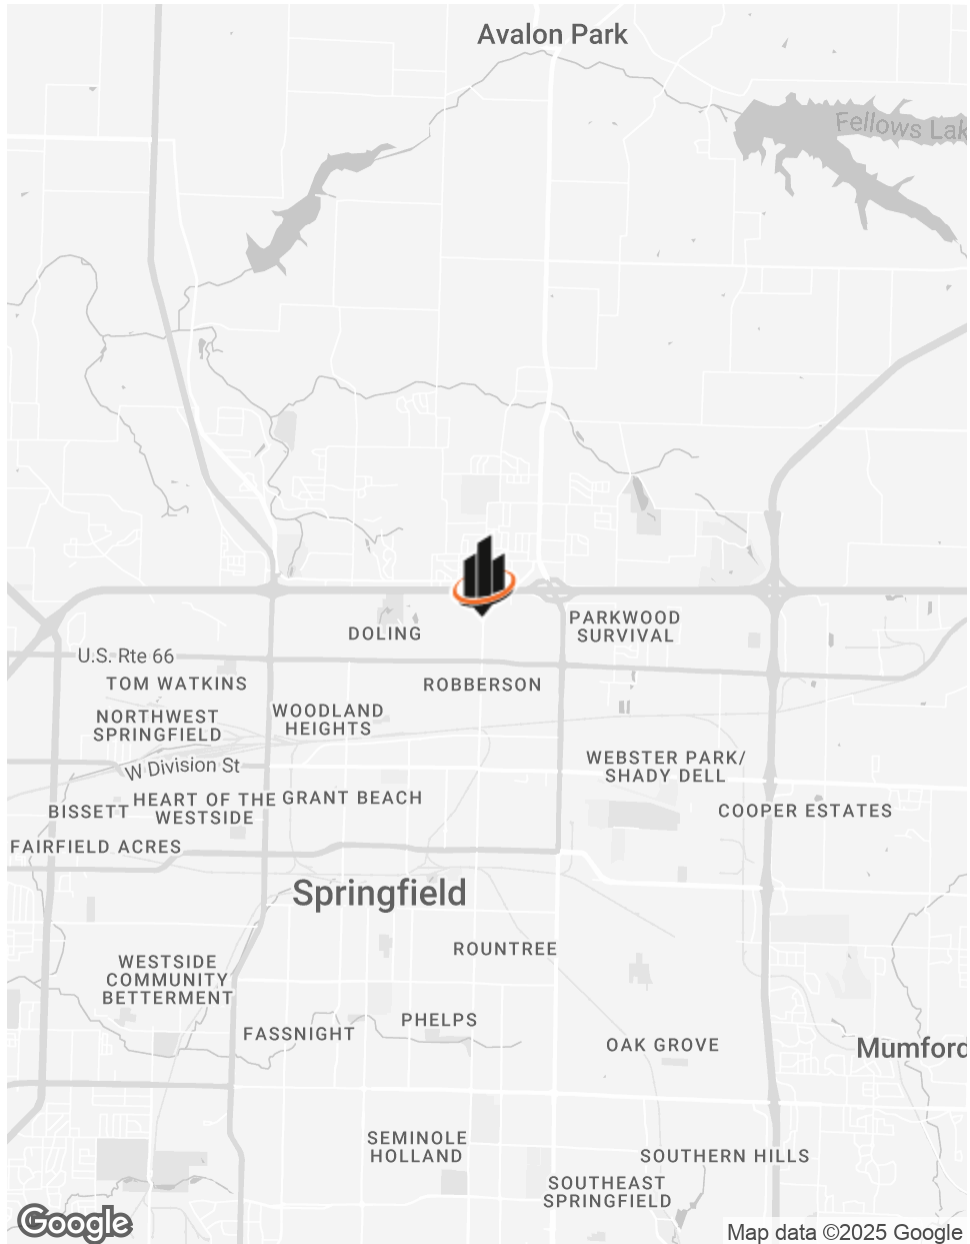 Avalon Park
Fellows Lak
PARKWOOD
SURVIVAL
DOLING
U.S. Rte 66
TOM WATKINS
ROBBERSON
NORTHWEST
SPRINGFIELD
WOODLAND
HEIGHTS
W Division St
WEBSTER PARK/
SHADY DELL
BISSETT
HEART OF THE
WESTSIDE
GRANT BEACH
COOPER ESTATES
FAIRFIELD ACRES
Springfield
ROUNTREE
WESTSIDE
COMMUNITY
BETTERMENT
FASSNIGHT
PHELPS
OAK GROVE
Mumford
SEMINOLE
HOLLAND
SOUTHERN HILLS
SOUTHEAST
SPRINGFIELD
Google
Map data ©2025 Google